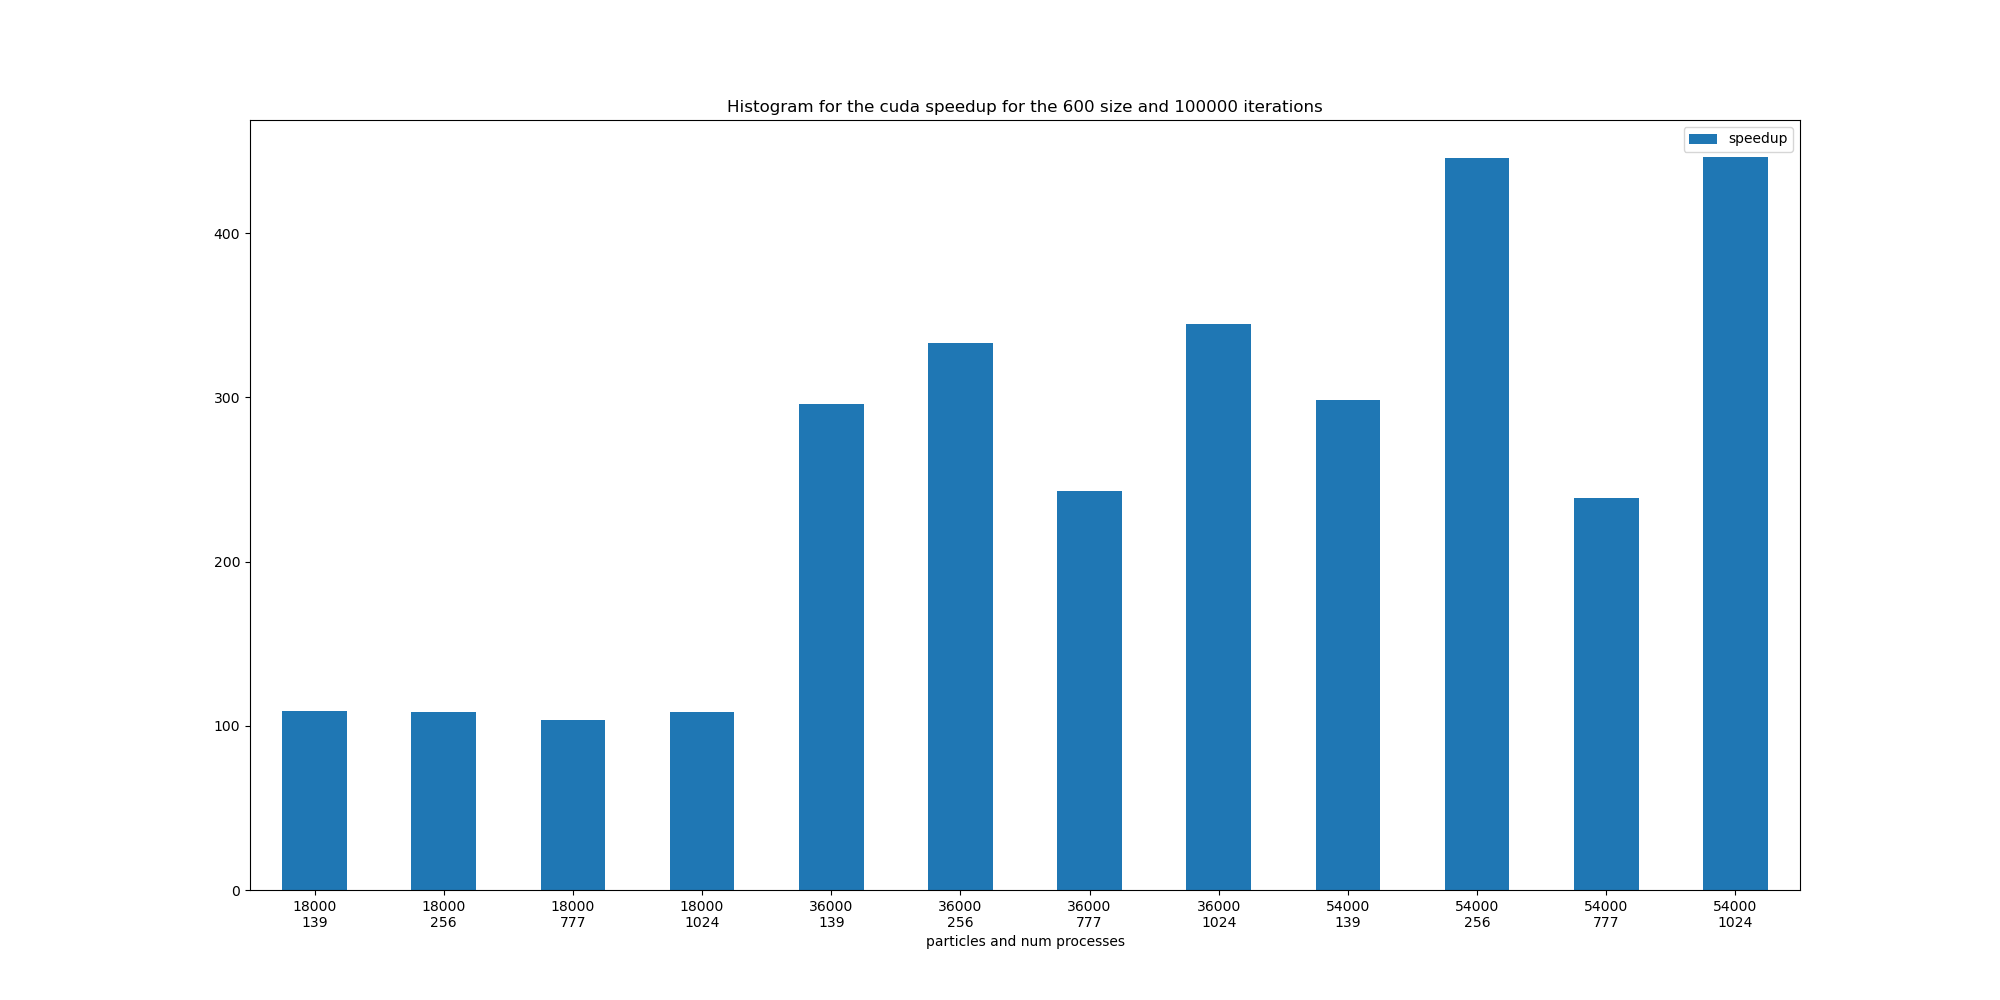 Histogram for the cuda speedup for the 600 size and 100000 iterations
speedup
400
300
200
100
0
18000 18000 18000 18000 36000 36000 36000 36000 54000 54000 54000 54000
139 256 777 1024 139 256 777 1024 139 256 777 1024
particles and num processes